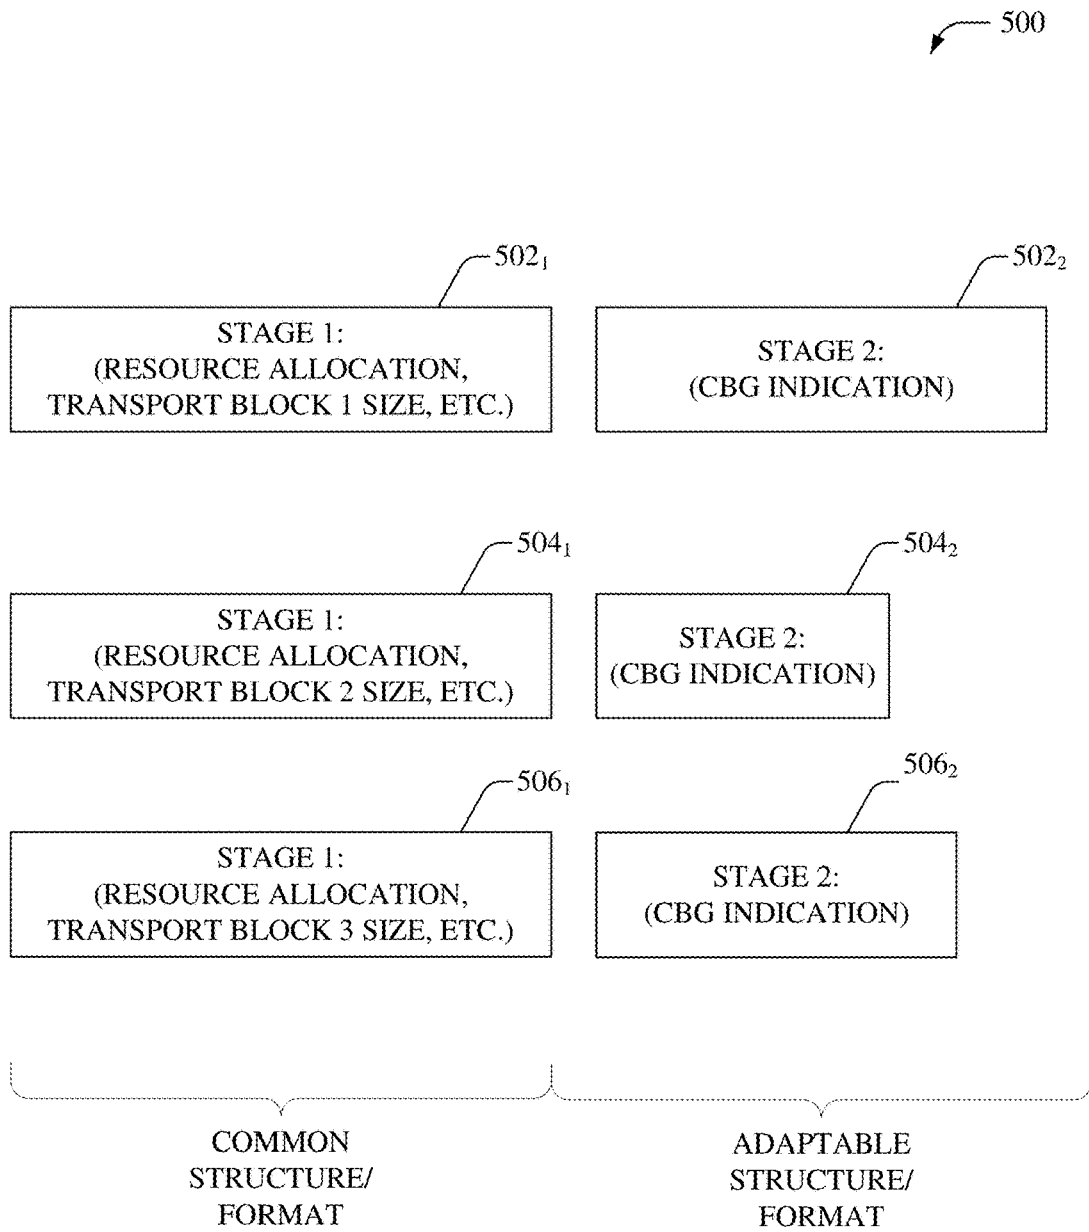 500
502₁
502₂
STAGE 1:
(RESOURCE ALLOCATION,
TRANSPORT BLOCK 1 SIZE, ETC.)
STAGE 2:
(CBG INDICATION)
504₁
504₂
STAGE 1:
(RESOURCE ALLOCATION,
TRANSPORT BLOCK 2 SIZE, ETC.)
STAGE 2:
(CBG INDICATION)
506₁
506₂
STAGE 1:
(RESOURCE ALLOCATION,
TRANSPORT BLOCK 3 SIZE, ETC.)
STAGE 2:
(CBG INDICATION)
COMMON
STRUCTURE/
FORMAT
ADAPTABLE
STRUCTURE/
FORMAT